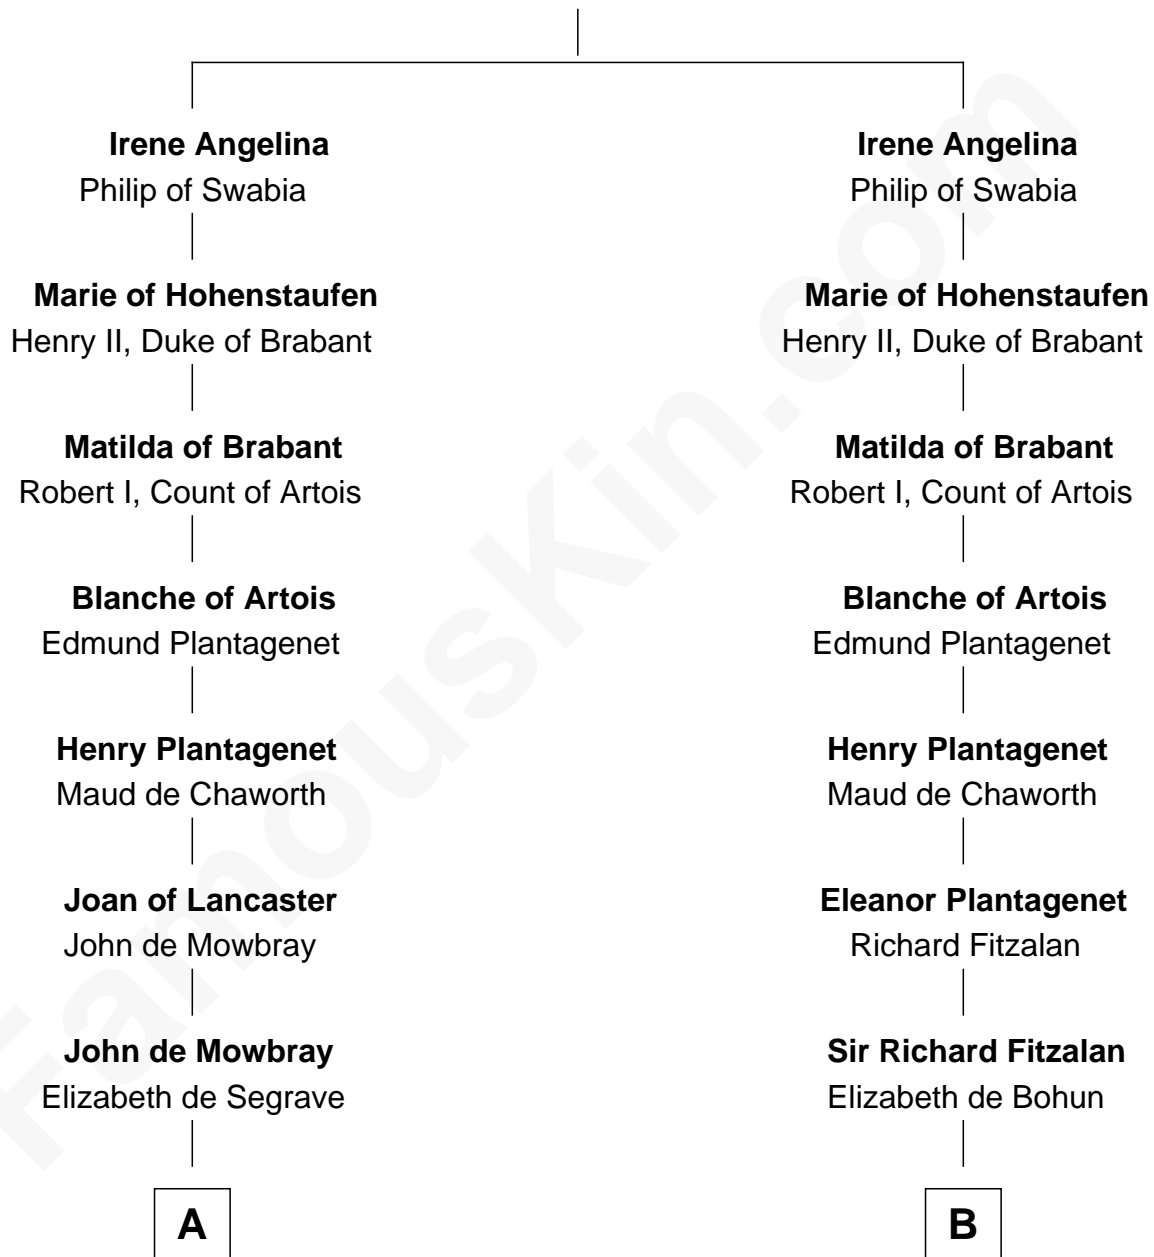 Irene Angelina
Philip of Swabia
Marie of Hohenstaufen
Henry II, Duke of Brabant
Matilda of Brabant
Robert I, Count of Artois
Blanche of Artois
Edmund Plantagenet
Henry Plantagenet
Maud de Chaworth
Joan of Lancaster
John de Mowbray
John de Mowbray
Elizabeth de Segrave
A
Irene Angelina
Philip of Swabia
Marie of Hohenstaufen
Henry II, Duke of Brabant
Matilda of Brabant
Robert I, Count of Artois
Blanche of Artois
Edmund Plantagenet
Henry Plantagenet
Maud de Chaworth
Eleanor Plantagenet
Richard Fitzalan
Sir Richard Fitzalan
Elizabeth de Bohun
B
FamousKin.com